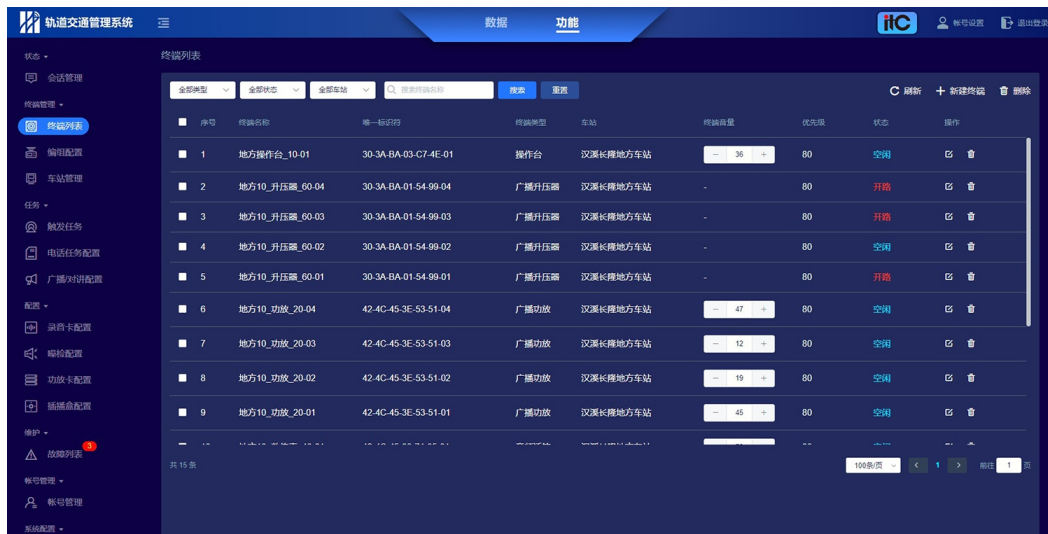 轨道交通管理系统
数据
功能
itC
帐号设置
退出登录
状态
会话管理
终端管理
终端列表
编组配置
车站管理
任务
触发任务
电话任务配置
广播/对讲配置
配置
录音卡配置
噪检配置
功放卡配置
插播盒配置
维护
故障列表
3
帐号管理
帐号管理
系统配置
终端列表
全部类型 全部状态 全部车站 搜索终端名称 搜索 重置 刷新 新建终端 删除
序号 终端名称 唯一标识符 终端类型 车站 终端音量 优先级 状态 操作
1 地方操作台_10-01 30-3A-BA-03-C7-4E-01 操作台 汉溪长隆地方车站 − 36 + 80 空闲
2 地方10_升压器_60-04 30-3A-BA-01-54-99-04 广播升压器 汉溪长隆地方车站 - 80 开路
3 地方10_升压器_60-03 30-3A-BA-01-54-99-03 广播升压器 汉溪长隆地方车站 - 80 开路
4 地方10_升压器_60-02 30-3A-BA-01-54-99-02 广播升压器 汉溪长隆地方车站 - 80 空闲
5 地方10_升压器_60-01 30-3A-BA-01-54-99-01 广播升压器 汉溪长隆地方车站 - 80 开路
6 地方10_功放_20-04 42-4C-45-3E-53-51-04 广播功放 汉溪长隆地方车站 − 47 + 80 空闲
7 地方10_功放_20-03 42-4C-45-3E-53-51-03 广播功放 汉溪长隆地方车站 − 12 + 80 空闲
8 地方10_功放_20-02 42-4C-45-3E-53-51-02 广播功放 汉溪长隆地方车站 − 19 + 80 空闲
9 地方10_功放_20-01 42-4C-45-3E-53-51-01 广播功放 汉溪长隆地方车站 − 45 + 80 空闲
共 15 条
100条/页 < 1 > 前往 1 页